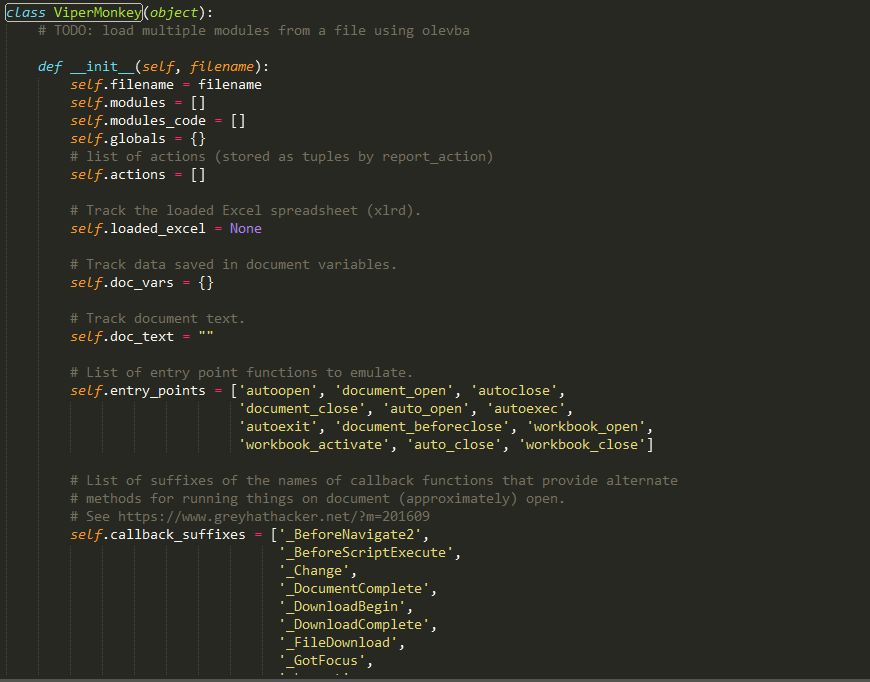 class ViperMonkey(object):
    # TODO: load multiple modules from a file using olevba
    def __init__(self, filename):
        self.filename = filename
        self.modules = []
        self.modules_code = []
        self.globals = {}
        # list of actions (stored as tuples by report_action)
        self.actions = []
        # Track the loaded Excel spreadsheet (xlrd).
        self.loaded_excel = None
        # Track data saved in document variables.
        self.doc_vars = {}
        # Track document text.
        self.doc_text = ""
        # List of entry point functions to emulate.
        self.entry_points = ['autoopen', 'document_open', 'autoclose',
                             'document_close', 'auto_open', 'autoexec',
                             'autoexit', 'document_beforeclose', 'workbook_open',
                             'workbook_activate', 'auto_close', 'workbook_close']
        # List of suffixes of the names of callback functions that provide alternate
        # methods for running things on document (approximately) open.
        # See https://www.greyhathacker.net/?m=201609
        self.callback_suffixes = ['_BeforeNavigate2',
                                  '_BeforeScriptExecute',
                                  '_Change',
                                  '_DocumentComplete',
                                  '_DownloadBegin',
                                  '_DownloadComplete',
                                  '_FileDownload',
                                  '_GotFocus',